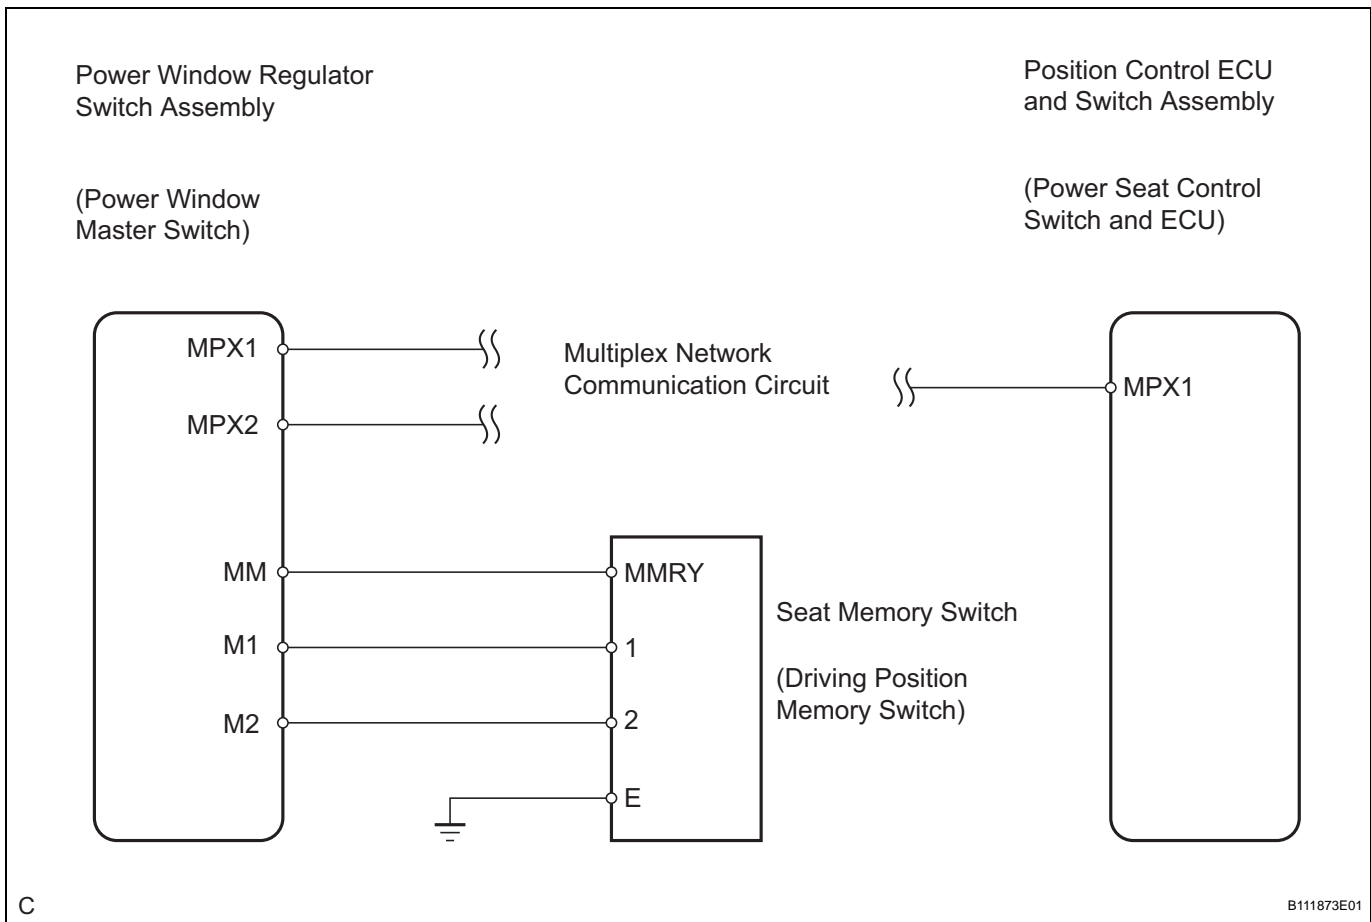 Power Window Regulator
Switch Assembly
(Power Window
Master Switch)
Position Control ECU
and Switch Assembly
(Power Seat Control
Switch and ECU)
MPX1
MPX2
Multiplex Network
Communication Circuit
MPX1
MM
M1
M2
MMRY
1
2
E
Seat Memory Switch
(Driving Position
Memory Switch)
C
B111873E01